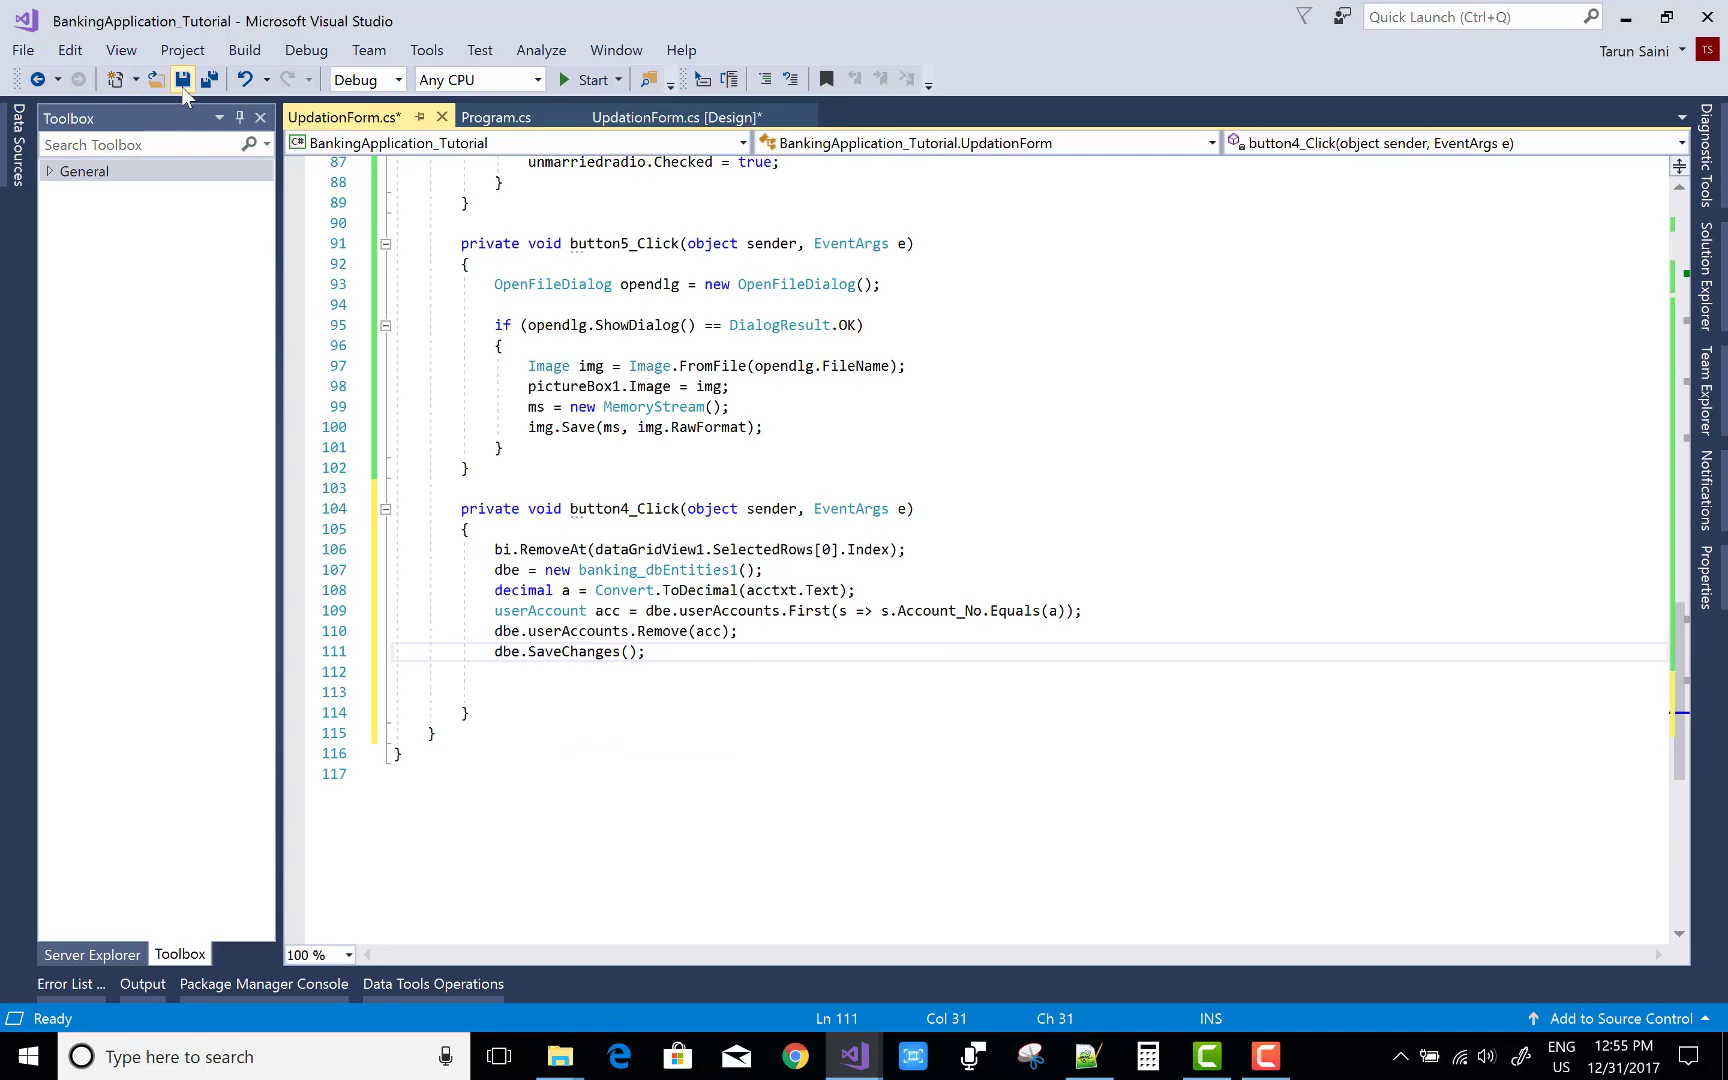 BankingApplication_Tutorial - Microsoft Visual Studio
Quick Launch (Ctrl+Q)
File Edit View Project Build Debug Team Tools Test Analyze Window Help
Tarun Saini TS
Debug Any CPU Start
Data Sources
Toolbox
Search Toolbox
General
UpdationForm.cs* Program.cs UpdationForm.cs [Design]*
C# BankingApplication_Tutorial BankingApplication_Tutorial.UpdationForm button4_Click(object sender, EventArgs e)
87 unmarriedradio.Checked = true;
88 }
89 }
90
91 private void button5_Click(object sender, EventArgs e)
92 {
93 OpenFileDialog opendlg = new OpenFileDialog();
94
95 if (opendlg.ShowDialog() == DialogResult.OK)
96 {
97 Image img = Image.FromFile(opendlg.FileName);
98 pictureBox1.Image = img;
99 ms = new MemoryStream();
100 img.Save(ms, img.RawFormat);
101 }
102 }
103
104 private void button4_Click(object sender, EventArgs e)
105 {
106 bi.RemoveAt(dataGridView1.SelectedRows[0].Index);
107 dbe = new banking_dbEntities1();
108 decimal a = Convert.ToDecimal(acctxt.Text);
109 userAccount acc = dbe.userAccounts.First(s => s.Account_No.Equals(a));
110 dbe.userAccounts.Remove(acc);
111 dbe.SaveChanges();
112
113
114 }
115 }
116 }
117
Diagnostic Tools
Solution Explorer
Team Explorer
Notifications
Properties
Server Explorer Toolbox
100 %
Error List ... Output Package Manager Console Data Tools Operations
Ready Ln 111 Col 31 Ch 31 INS Add to Source Control
Type here to search
ENG 12:55 PM
US 12/31/2017